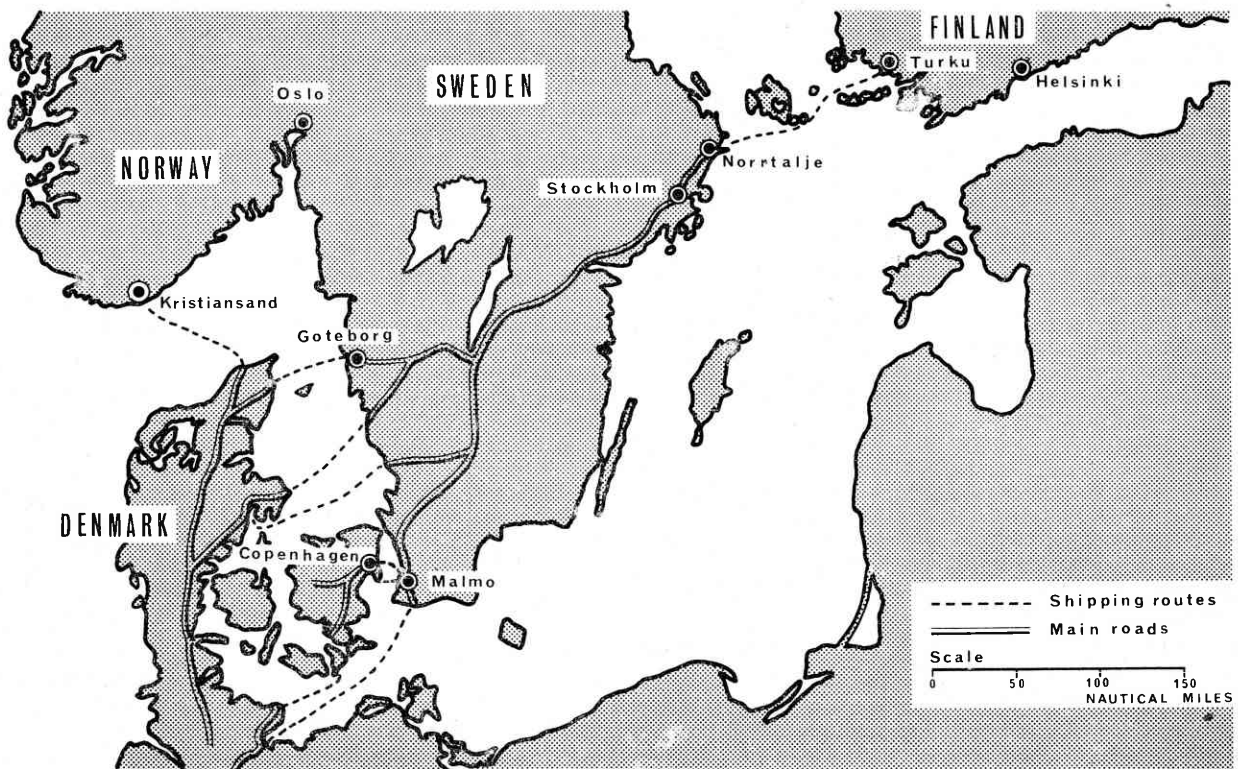 FINLAND
Turku
Helsinki
SWEDEN
Oslo
NORWAY
Norrtalje
Stockholm
Kristiansand
Goteborg
DENMARK
Copenhagen
Malmo
Shipping routes
Main roads
Scale
0 50 100 150
NAUTICAL MILES